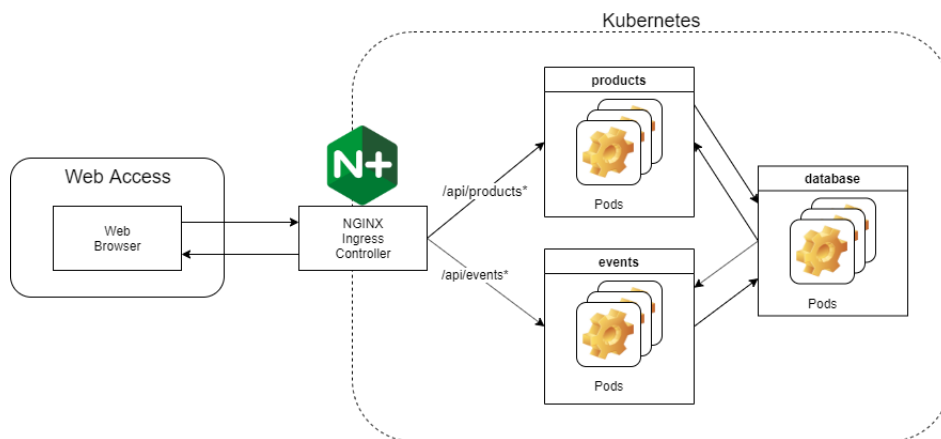 Kubernetes
products
Pods
N+
Web Access
Web
Browser
NGINX
Ingress
Controller
/api/products*
/api/events*
events
Pods
database
Pods